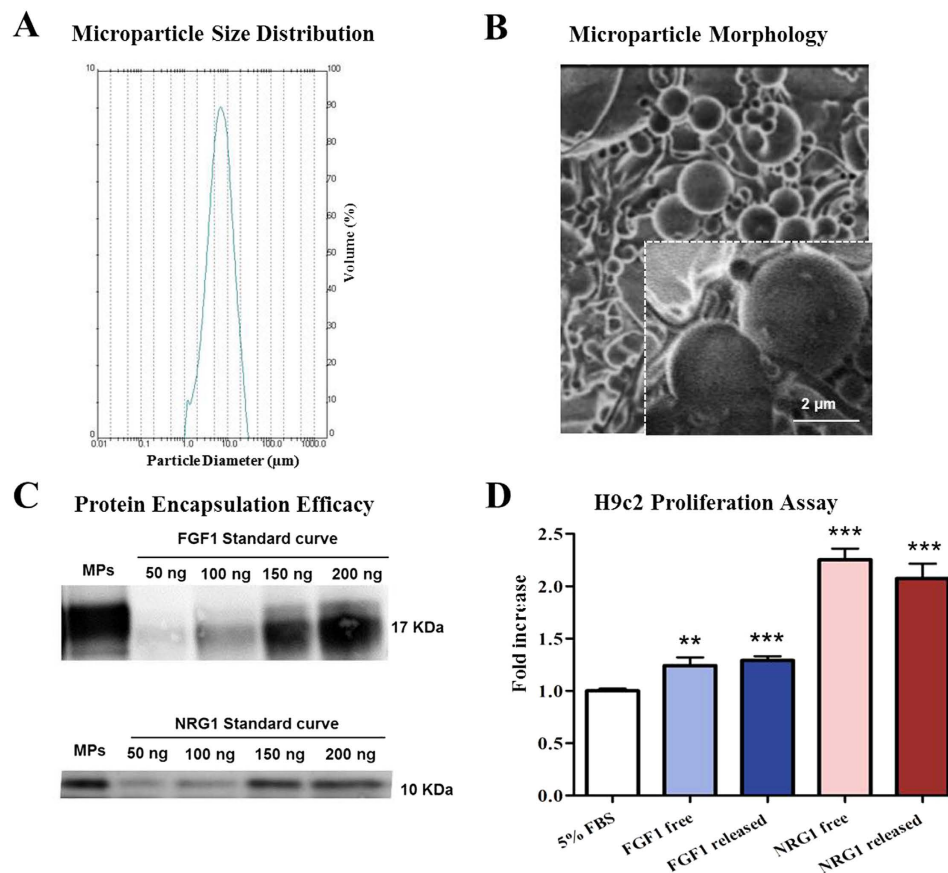 A
Microparticle Size Distribution
10
100
90
80
70
60
50
40
30
20
10
0
0
Volume (%)
0.01
0.1
1.0
10.0
100.0
1000.0
Particle Diameter (µm)
B
Microparticle Morphology
2 µm
C
Protein Encapsulation Efficacy
FGF1 Standard curve
MPs 50 ng 100 ng 150 ng 200 ng
17 KDa
NRG1 Standard curve
MPs 50 ng 100 ng 150 ng 200 ng
10 KDa
D
H9c2 Proliferation Assay
Fold increase
2.5
2.0
1.5
1.0
0.5
0.0
** *** *** ***
5% FBS
FGF1 free
FGF1 released
NRG1 free
NRG1 released